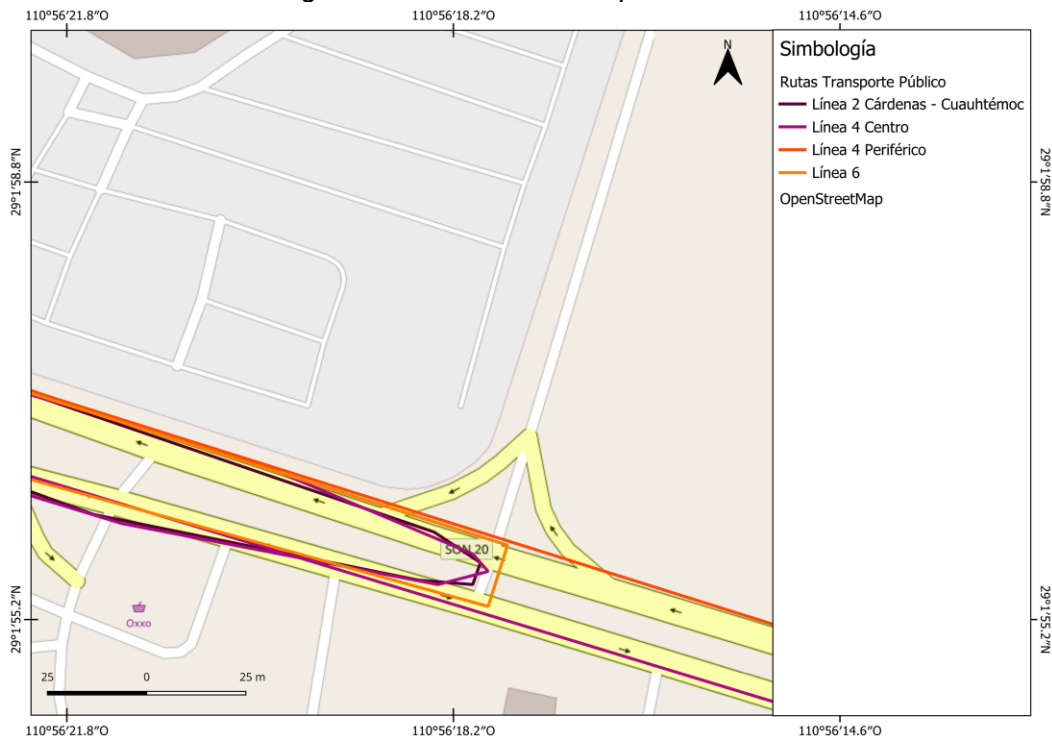 110°56′21.8″O 110°56′18.2″O 110°56′14.6″O
N
Simbología
Rutas Transporte Público
Línea 2 Cárdenas - Cuauhtémoc
Línea 4 Centro
Línea 4 Periférico
Línea 6
OpenStreetMap
29°1′58.8″N
29°1′58.8″N
SON 20
Oxxo
29°1′55.2″N
29°1′55.2″N
25 0 25 m
110°56′21.8″O 110°56′18.2″O 110°56′14.6″O